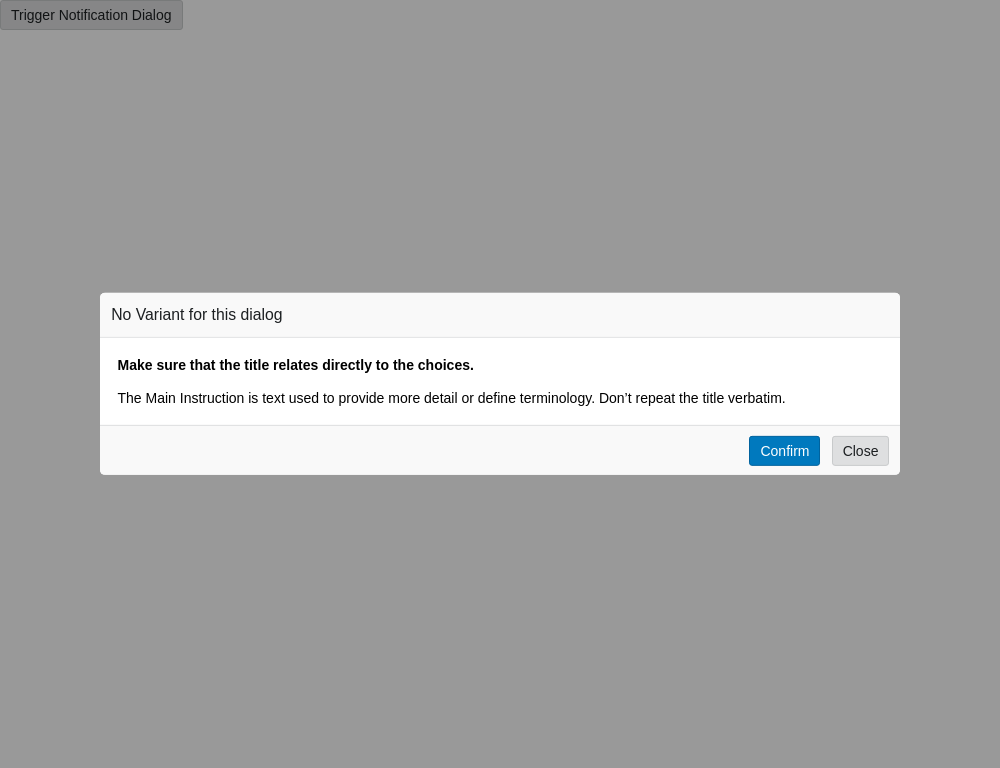 Trigger Notification Dialog
No Variant for this dialog
Make sure that the title relates directly to the choices.
The Main Instruction is text used to provide more detail or define terminology. Don’t repeat the title verbatim.
Confirm Close